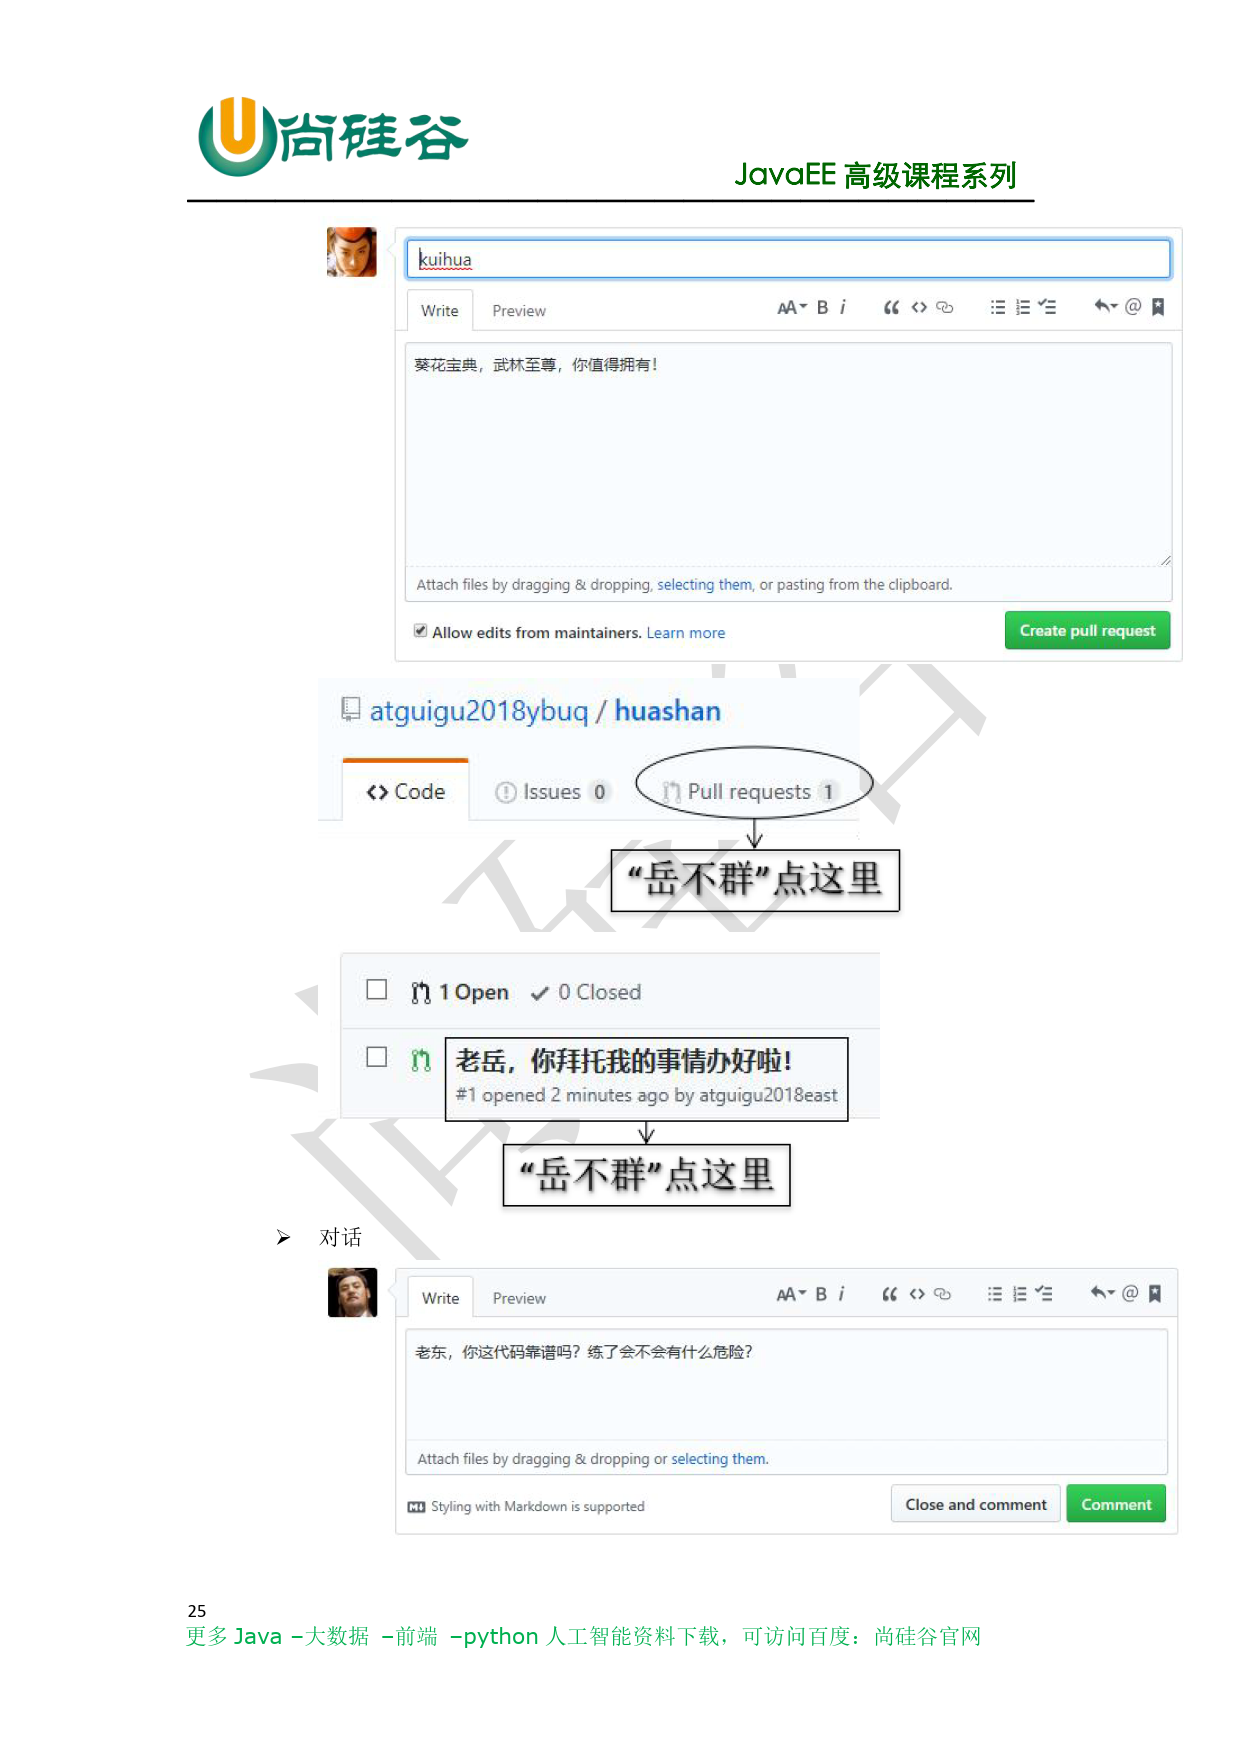 尚硅谷
JavaEE 高级课程系列
kuihua
Write Preview AA B i
葵花宝典，武林至尊，你值得拥有！
Attach files by dragging & dropping, selecting them, or pasting from the clipboard.
Allow edits from maintainers. Learn more Create pull request
atguigu2018ybuq / huashan
<> Code Issues 0 Pull requests 1
“岳不群”点这里
1 Open 0 Closed
老岳，你拜托我的事情办好啦！
#1 opened 2 minutes ago by atguigu2018east
“岳不群”点这里
➢ 对话
Write Preview AA B i
老东，你这代码靠谱吗？练了会不会有什么危险？
Attach files by dragging & dropping or selecting them.
Styling with Markdown is supported Close and comment Comment
25
更多 Java –大数据 –前端 –python 人工智能资料下载，可访问百度：尚硅谷官网